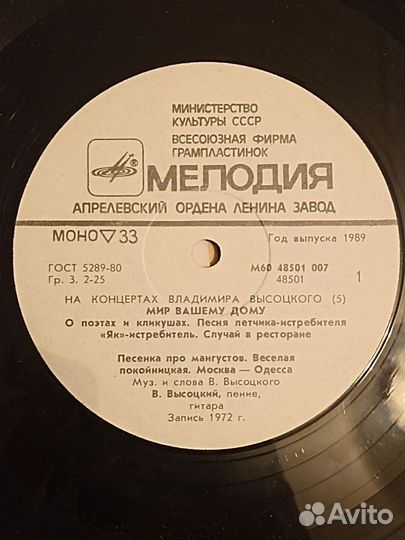 МИНИСТЕРСТВО
КУЛЬТУРЫ СССР
ВСЕСОЮЗНАЯ ФИРМА
ГРАМПЛАСТИНОК
МЕЛОДИЯ
АПРЕЛЕВСКИЙ ОРДЕНА ЛЕНИНА ЗАВОД
МОНО ▽ 33
Год выпуска 1989
ГОСТ 5289-80
М60 48501 007
Гр. 3. 2-25
48501
1
НА КОНЦЕРТАХ ВЛАДИМИРА ВЫСОЦКОГО (5)
МИР ВАШЕМУ ДОМУ
О поэтах и кликушах. Песня летчика-истребителя
«Як»-истребитель. Случай в ресторане
Песенка про мангустов. Веселая
покойницкая. Москва — Одесса
Муз. и слова В. Высоцкого
В. Высоцкий, пение,
гитара
Запись 1972 г.
Avito